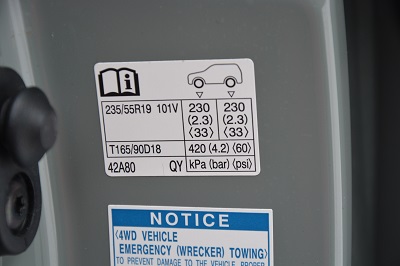 235/55R19 101V 230 230
(2.3) (2.3)
〈33〉 〈33〉
T165/90D18 420 (4.2) 〈60〉
42A80 QY kPa (bar) 〈psi〉
NOTICE
〈4WD VEHICLE
EMERGENCY (WRECKER) TOWING〉
TO PREVENT DAMAGE TO THE VEHICLE, PROPER